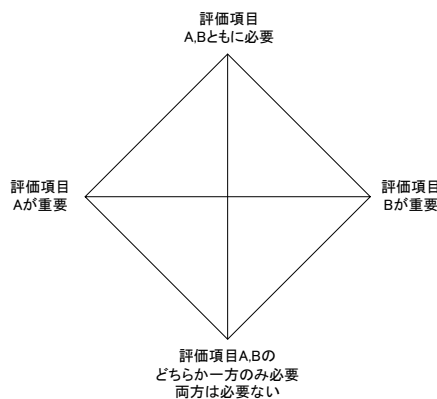 評価項目
A,Bともに必要
評価項目
Aが重要
評価項目
Bが重要
評価項目A,Bの
どちらか一方のみ必要
両方は必要ない